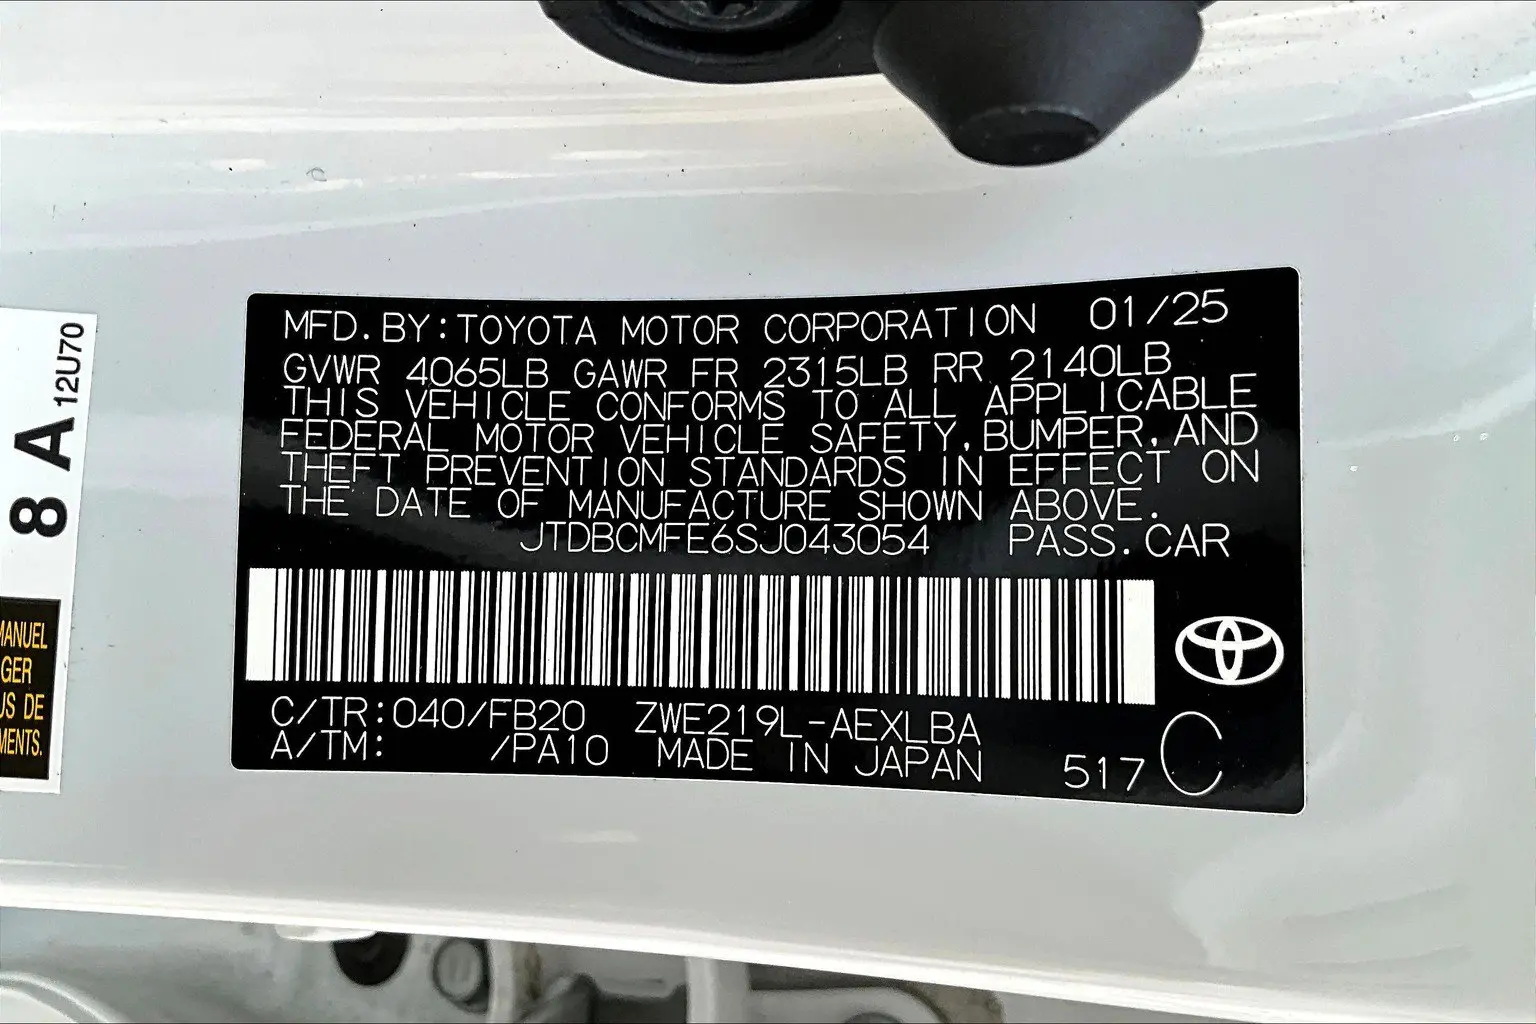 MFD.BY:TOYOTA MOTOR CORPORATION 01/25
GVWR 4065LB GAWR FR 2315LB RR 2140LB
THIS VEHICLE CONFORMS TO ALL APPLICABLE
FEDERAL MOTOR VEHICLE SAFETY, BUMPER, AND
THEFT PREVENTION STANDARDS IN EFFECT ON
THE DATE OF MANUFACTURE SHOWN ABOVE.
JTDBCMFE6SJ043054 PASS.CAR
C/TR:040/FB20 ZWE219L-AEXLBA
A/TM: /PA10 MADE IN JAPAN 517 C
8 A 12U70
MANUEL
GER
US DE
MENTS.